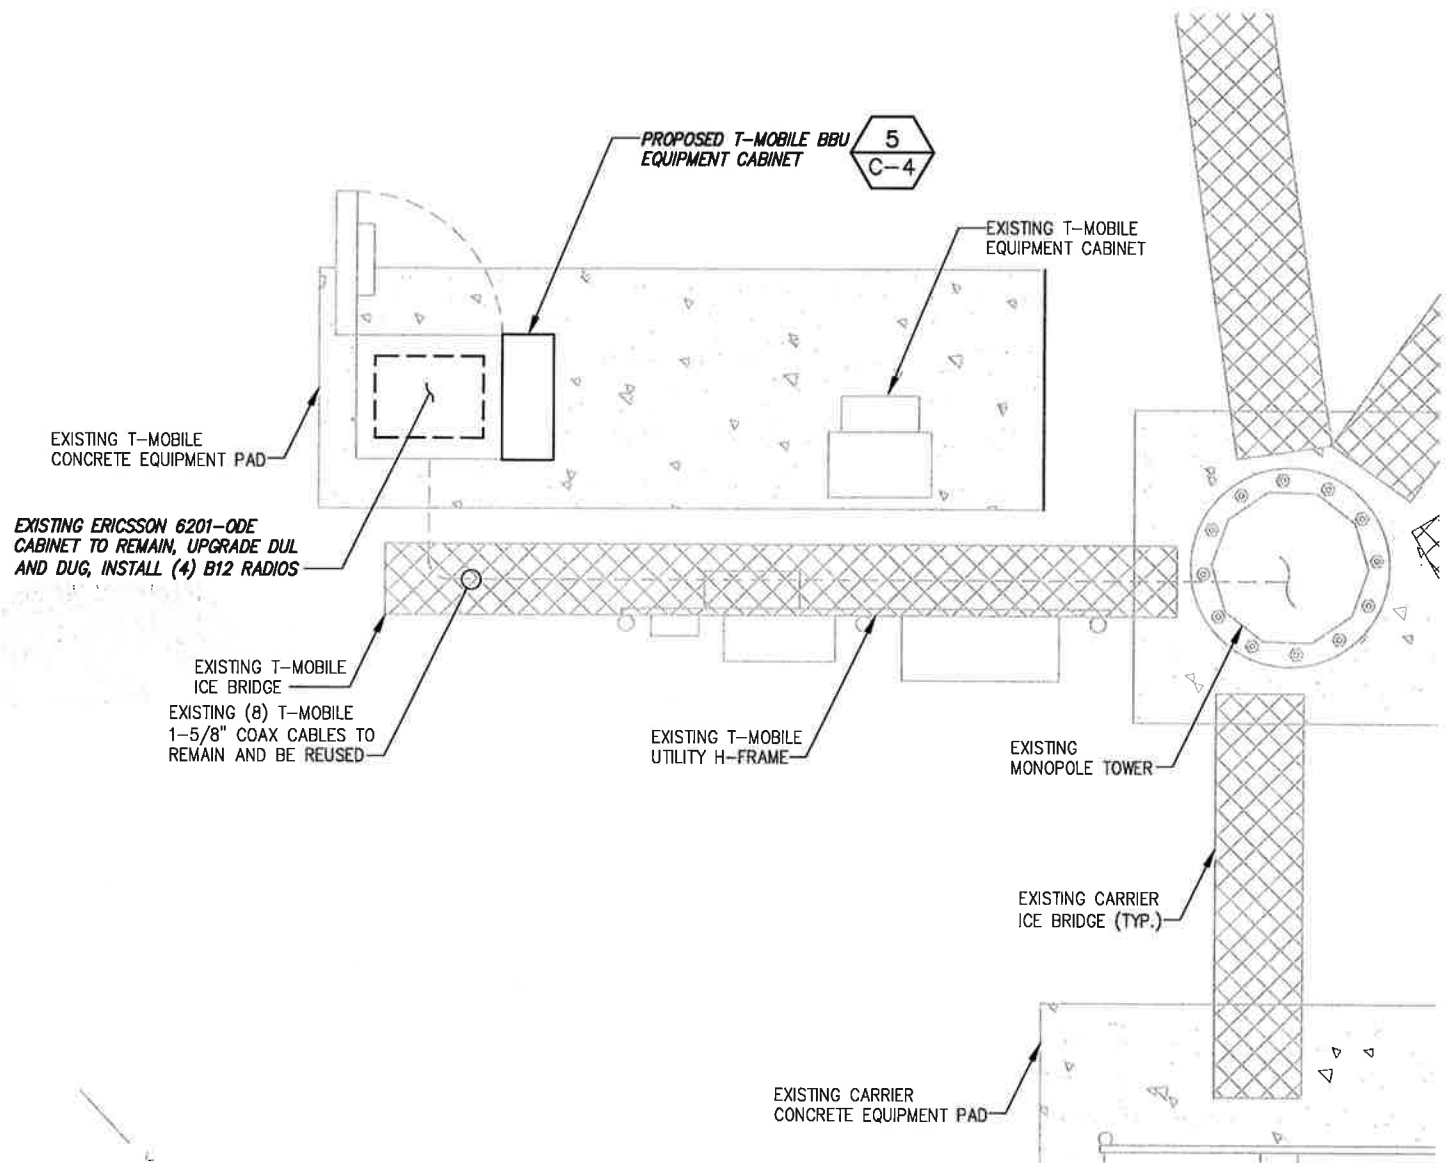 PROPOSED T-MOBILE BBU
EQUIPMENT CABINET
5
C-4
EXISTING T-MOBILE
EQUIPMENT CABINET
EXISTING T-MOBILE
CONCRETE EQUIPMENT PAD
EXISTING ERICSSON 6201-ODE
CABINET TO REMAIN, UPGRADE DUL
AND DUG, INSTALL (4) B12 RADIOS
EXISTING T-MOBILE
ICE BRIDGE
EXISTING (8) T-MOBILE
1-5/8" COAX CABLES TO
REMAIN AND BE REUSED
EXISTING T-MOBILE
UTILITY H-FRAME
EXISTING
MONOPOLE TOWER
EXISTING CARRIER
ICE BRIDGE (TYP.)
EXISTING CARRIER
CONCRETE EQUIPMENT PAD